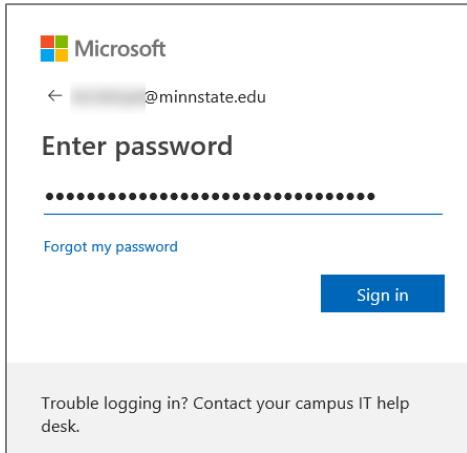 Microsoft
← @minnstate.edu
Enter password
••••••••••••••••••••••••••••••••
Forgot my password
Sign in
Trouble logging in? Contact your campus IT help
desk.